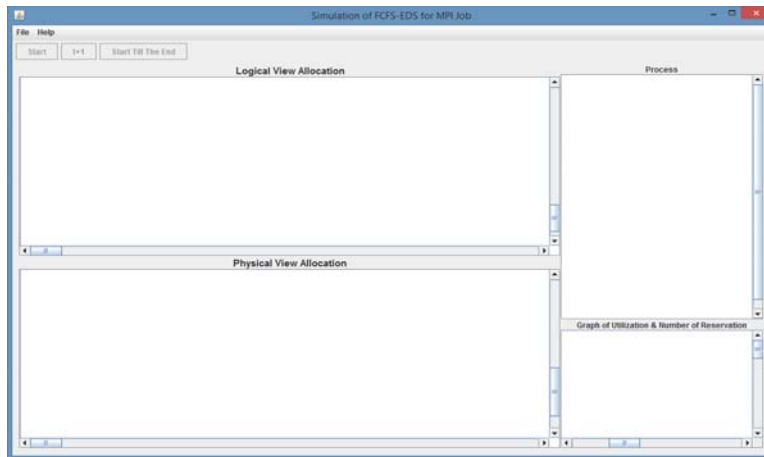 Simulation of FCFS-EDS for MPI Job
File Help
Start t+1 Start Till The End
Logical View Allocation
Process
Physical View Allocation
Graph of Utilization & Number of Reservation